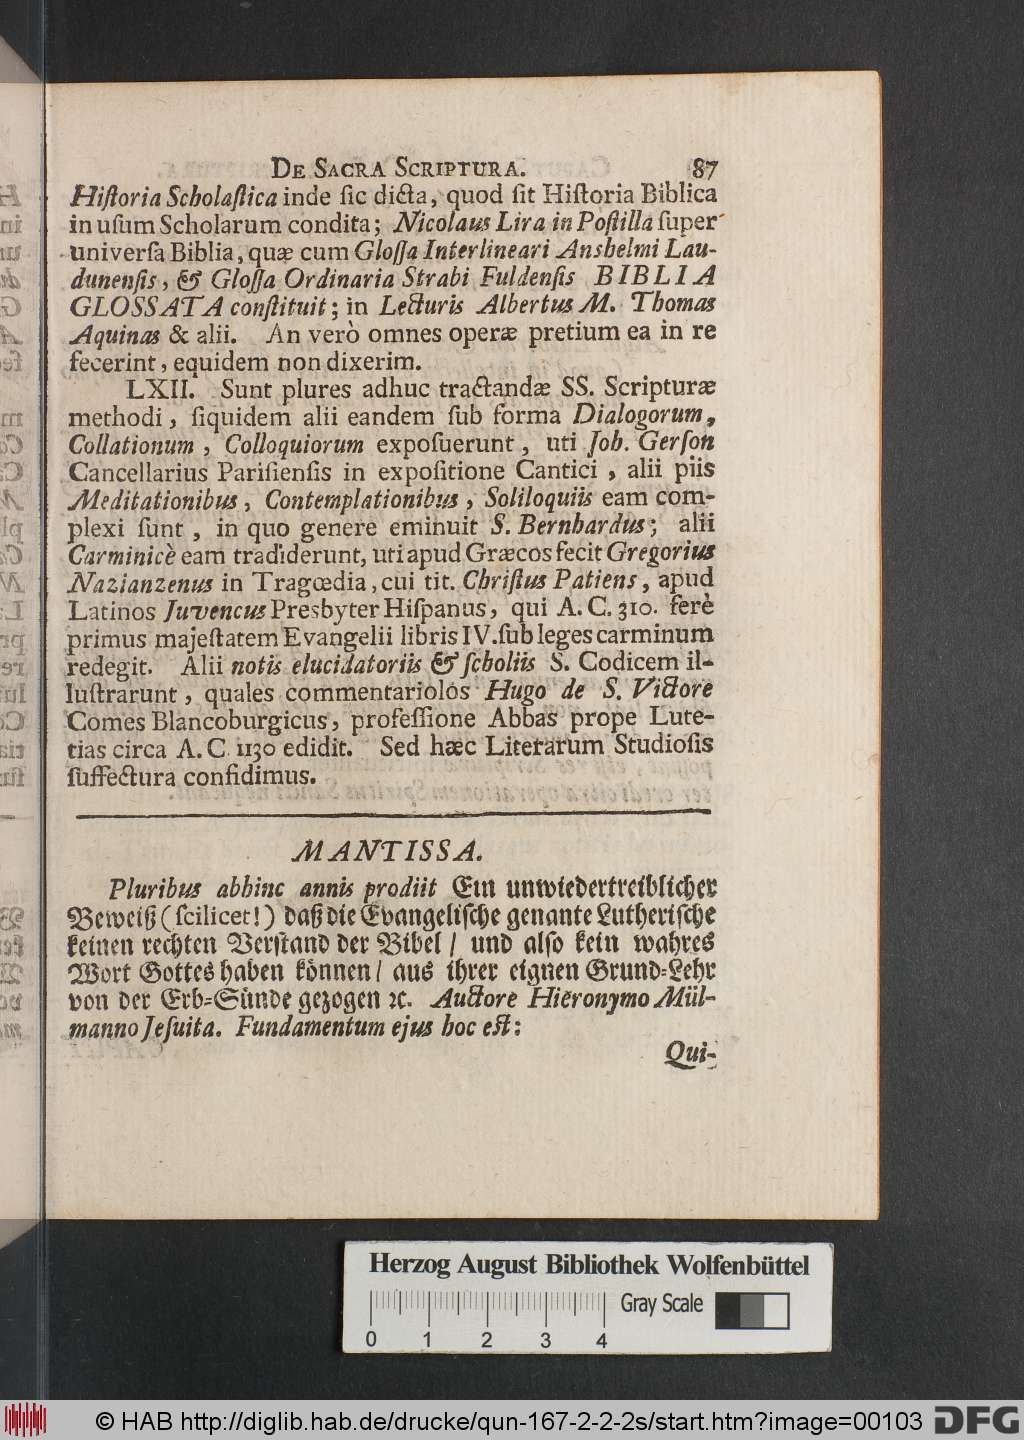 DE SACRA SCRIPTURA. 87
Hiſtoria Scholaſtica inde ſic dicta, quod ſit Hiſtoria Biblica
in uſum Scholarum condita; Nicolaus Lira in Poſtilla ſuper
univerſa Biblia, quæ cum Gloſſa Interlineari Anshelmi Lau-
dunenſis, & Gloſſa Ordinaria Strabi Fuldenſis BIBLIA
GLOSSATA conſtituit; in Lecturis Albertus M. Thomas
Aquinas & alii. An verò omnes operæ pretium ea in re
fecerint, equidem non dixerim.
LXII. Sunt plures adhuc tractandæ SS. Scripturæ
methodi, ſiquidem alii eandem ſub forma Dialogorum,
Collationum, Colloquiorum expoſuerunt, uti Joh. Gerſon
Cancellarius Pariſienſis in expoſitione Cantici, alii piis
Meditationibus, Contemplationibus, Soliloquiis eam com-
plexi ſunt, in quo genere eminuit S. Bernhardus; alii
Carminicè eam tradiderunt, uti apud Græcos fecit Gregorius
Nazianzenus in Tragœdia, cui tit. Chriſtus Patiens, apud
Latinos Juvencus Presbyter Hiſpanus, qui A. C. 310. ferè
primus majeſtatem Evangelii libris IV. ſub leges carminum
redegit. Alii notis elucidatoriis & ſcholiis S. Codicem il-
luſtrarunt, quales commentariolos Hugo de S. Victore
Comes Blancoburgicus, profeſſione Abbas prope Lute-
tias circa A. C 1130 edidit. Sed hæc Literarum Studioſis
ſuffectura confidimus.
MANTISSA.
Pluribus abhinc annis prodiit Ein unwiedertreiblicher
Beweiß (ſcilicet!) daß die Evangeliſche genante Lutheriſche
keinen rechten Verſtand der Bibel / und alſo kein wahres
Wort Gottes haben können / aus ihrer eignen Grund-Lehr
von der Erb-Sünde gezogen ꝛc. Auctore Hieronymo Mül-
manno Jeſuita. Fundamentum ejus hoc eſt:
Qui-
Herzog August Bibliothek Wolfenbüttel
Gray Scale
0 1 2 3 4
© HAB http://diglib.hab.de/drucke/qun-167-2-2-2s/start.htm?image=00103 DFG